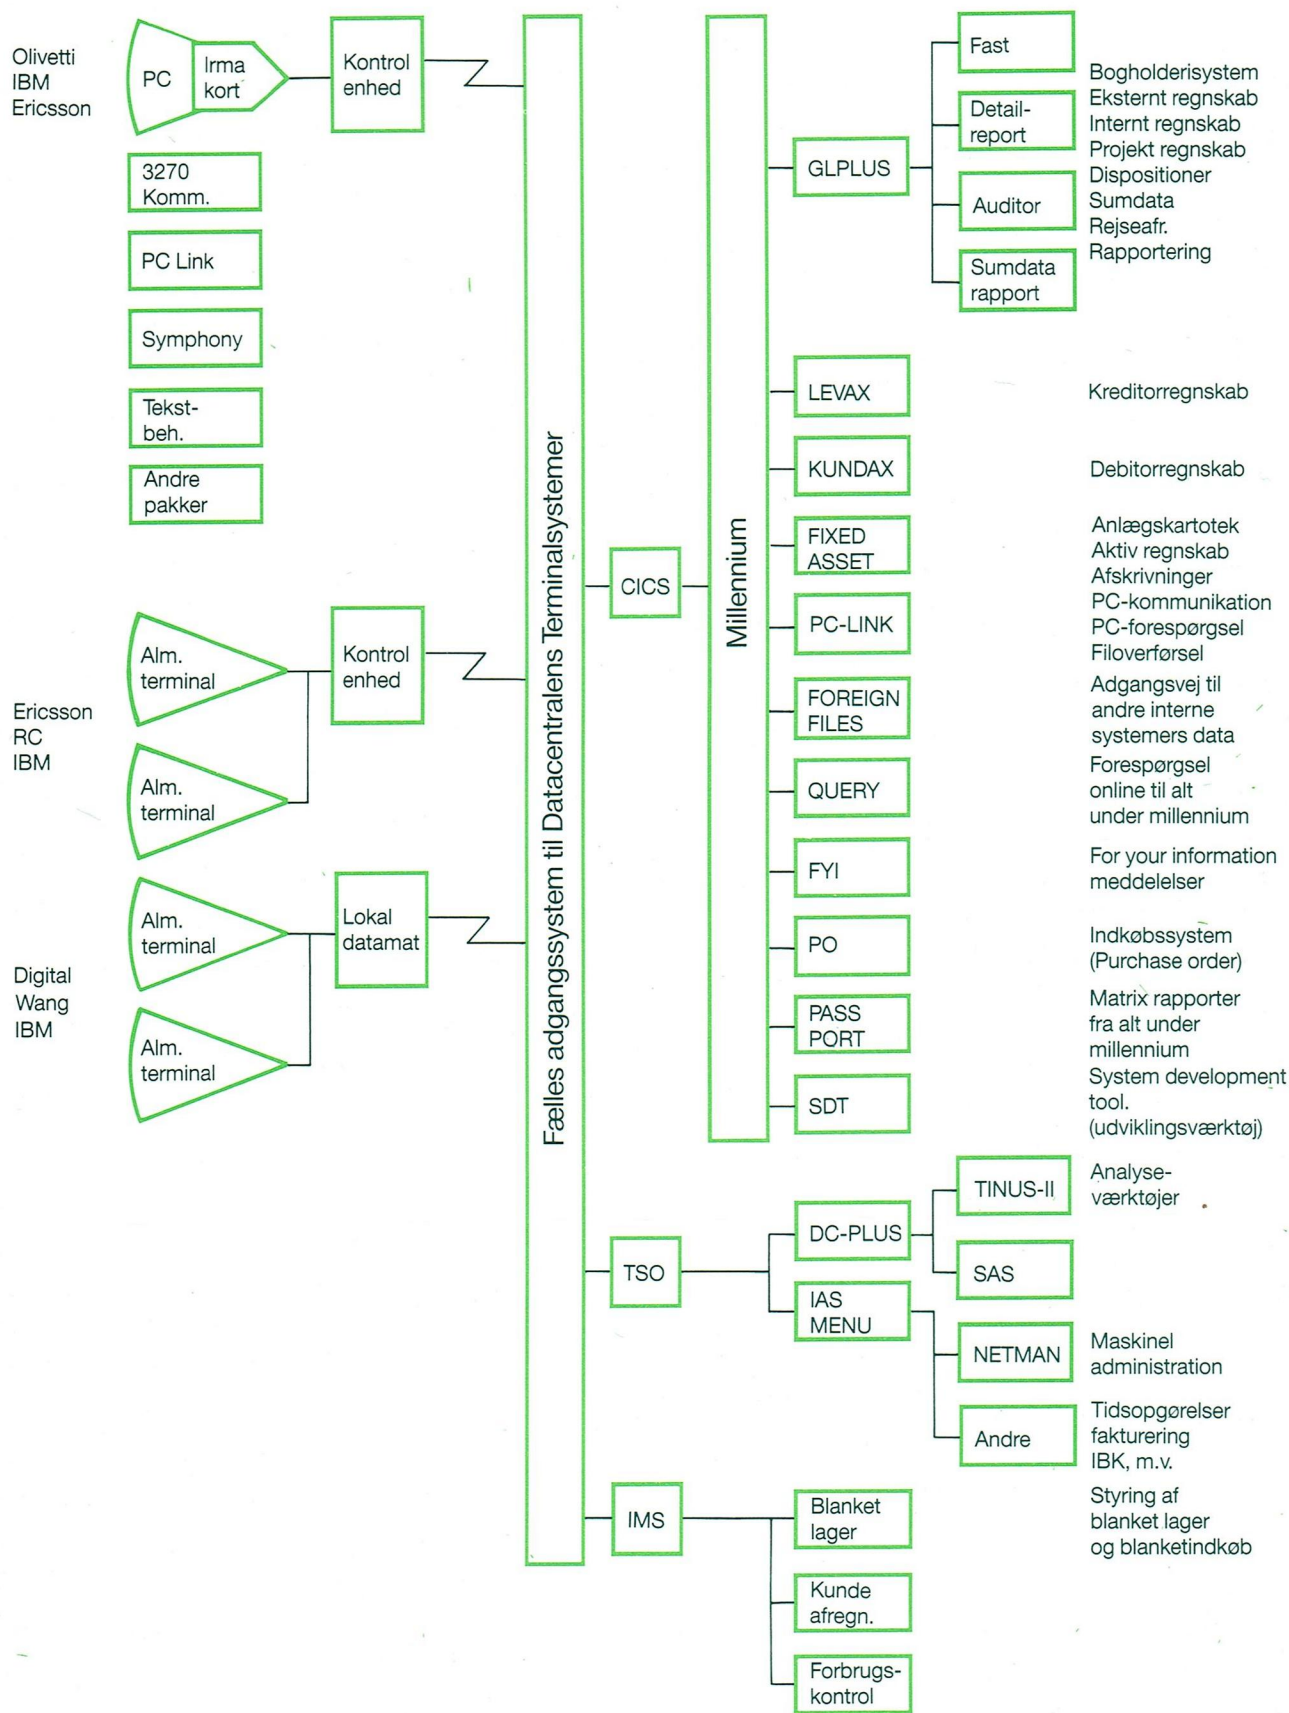 Olivetti
IBM
Ericsson
PC
Irma
kort
Kontrol
enhed
3270
Komm.
PC Link
Symphony
Tekst-
beh.
Andre
pakker
Ericsson
RC
IBM
Alm.
terminal
Alm.
terminal
Kontrol
enhed
Digital
Wang
IBM
Alm.
terminal
Alm.
terminal
Lokal
datamat
Fælles adgangssystem til Datacentralens Terminalsystemer
CICS
Millennium
GLPLUS
Fast
Detail-
report
Auditor
Sumdata
rapport
Bogholderisystem
Eksternt regnskab
Internt regnskab
Projekt regnskab
Dispositioner
Sumdata
Rejseafr.
Rapportering
LEVAX
Kreditorregnskab
KUNDAX
Debitorregnskab
FIXED
ASSET
Anlægskartotek
Aktiv regnskab
Afskrivninger
PC-LINK
PC-kommunikation
PC-forespørgsel
Filoverførsel
FOREIGN
FILES
Adgangsvej til
andre interne
systemers data
QUERY
Forespørgsel
online til alt
under millennium
FYI
For your information
meddelelser
PO
Indkøbssystem
(Purchase order)
PASS
PORT
Matrix rapporter
fra alt under
millennium
SDT
System development
tool.
(udviklingsværktøj)
TSO
DC-PLUS
TINUS-II
Analyse-
værktøjer
SAS
IAS
MENU
NETMAN
Maskinel
administration
Andre
Tidsopgørelser
fakturering
IBK, m.v.
IMS
Blanket
lager
Styring af
blanket lager
og blanketindkøb
Kunde
afregn.
Forbrugs-
kontrol